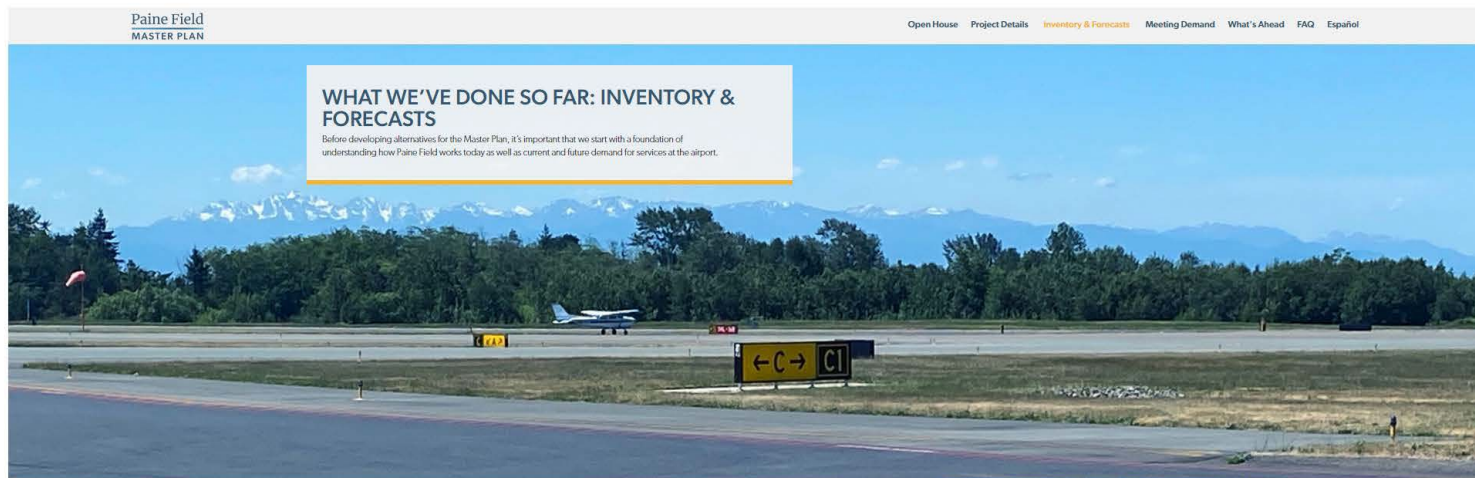 Paine Field
MASTER PLAN
Open House Project Details Inventory & Forecasts Meeting Demand What's Ahead FAQ Español
WHAT WE'VE DONE SO FAR: INVENTORY &
FORECASTS
Before developing alternatives for the Master Plan, it's important that we start with a foundation of
understanding how Paine Field works today as well as current and future demand for services at the airport.
←C→ C1